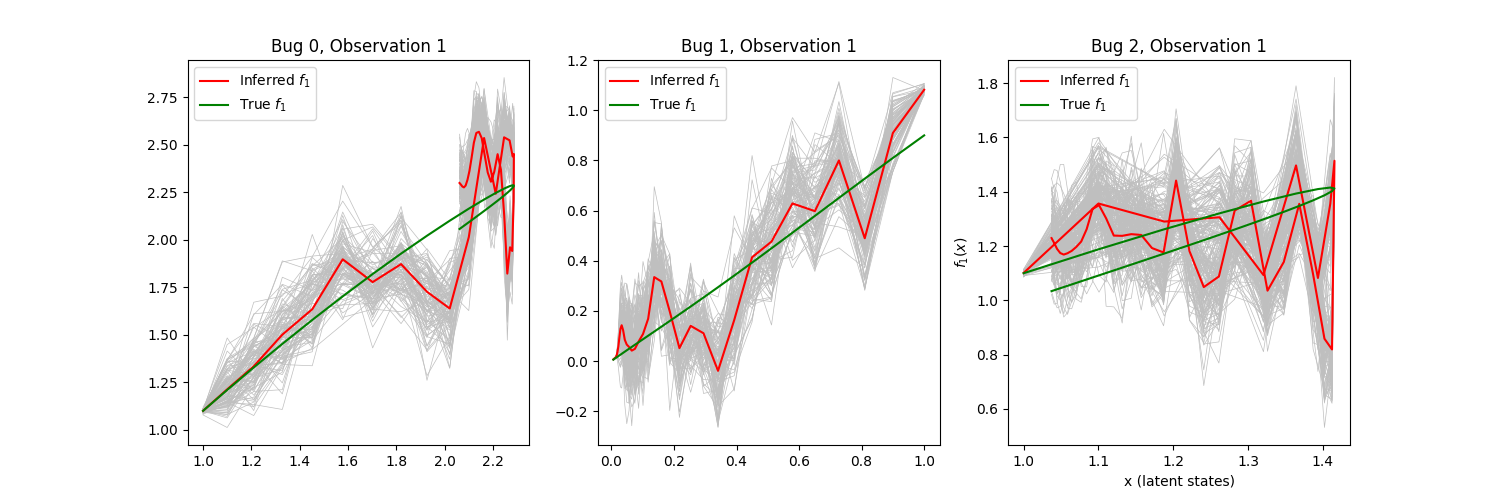 Bug 0, Observation 1
Inferred f₁
True f₁
2.75
2.50
2.25
2.00
1.75
1.50
1.25
1.00
1.0 1.2 1.4 1.6 1.8 2.0 2.2
Bug 1, Observation 1
Inferred f₁
True f₁
1.2
1.0
0.8
0.6
0.4
0.2
0.0
−0.2
0.0 0.2 0.4 0.6 0.8 1.0
Bug 2, Observation 1
Inferred f₁
True f₁
f₁(x)
1.8
1.6
1.4
1.2
1.0
0.8
0.6
1.0 1.1 1.2 1.3 1.4
x (latent states)